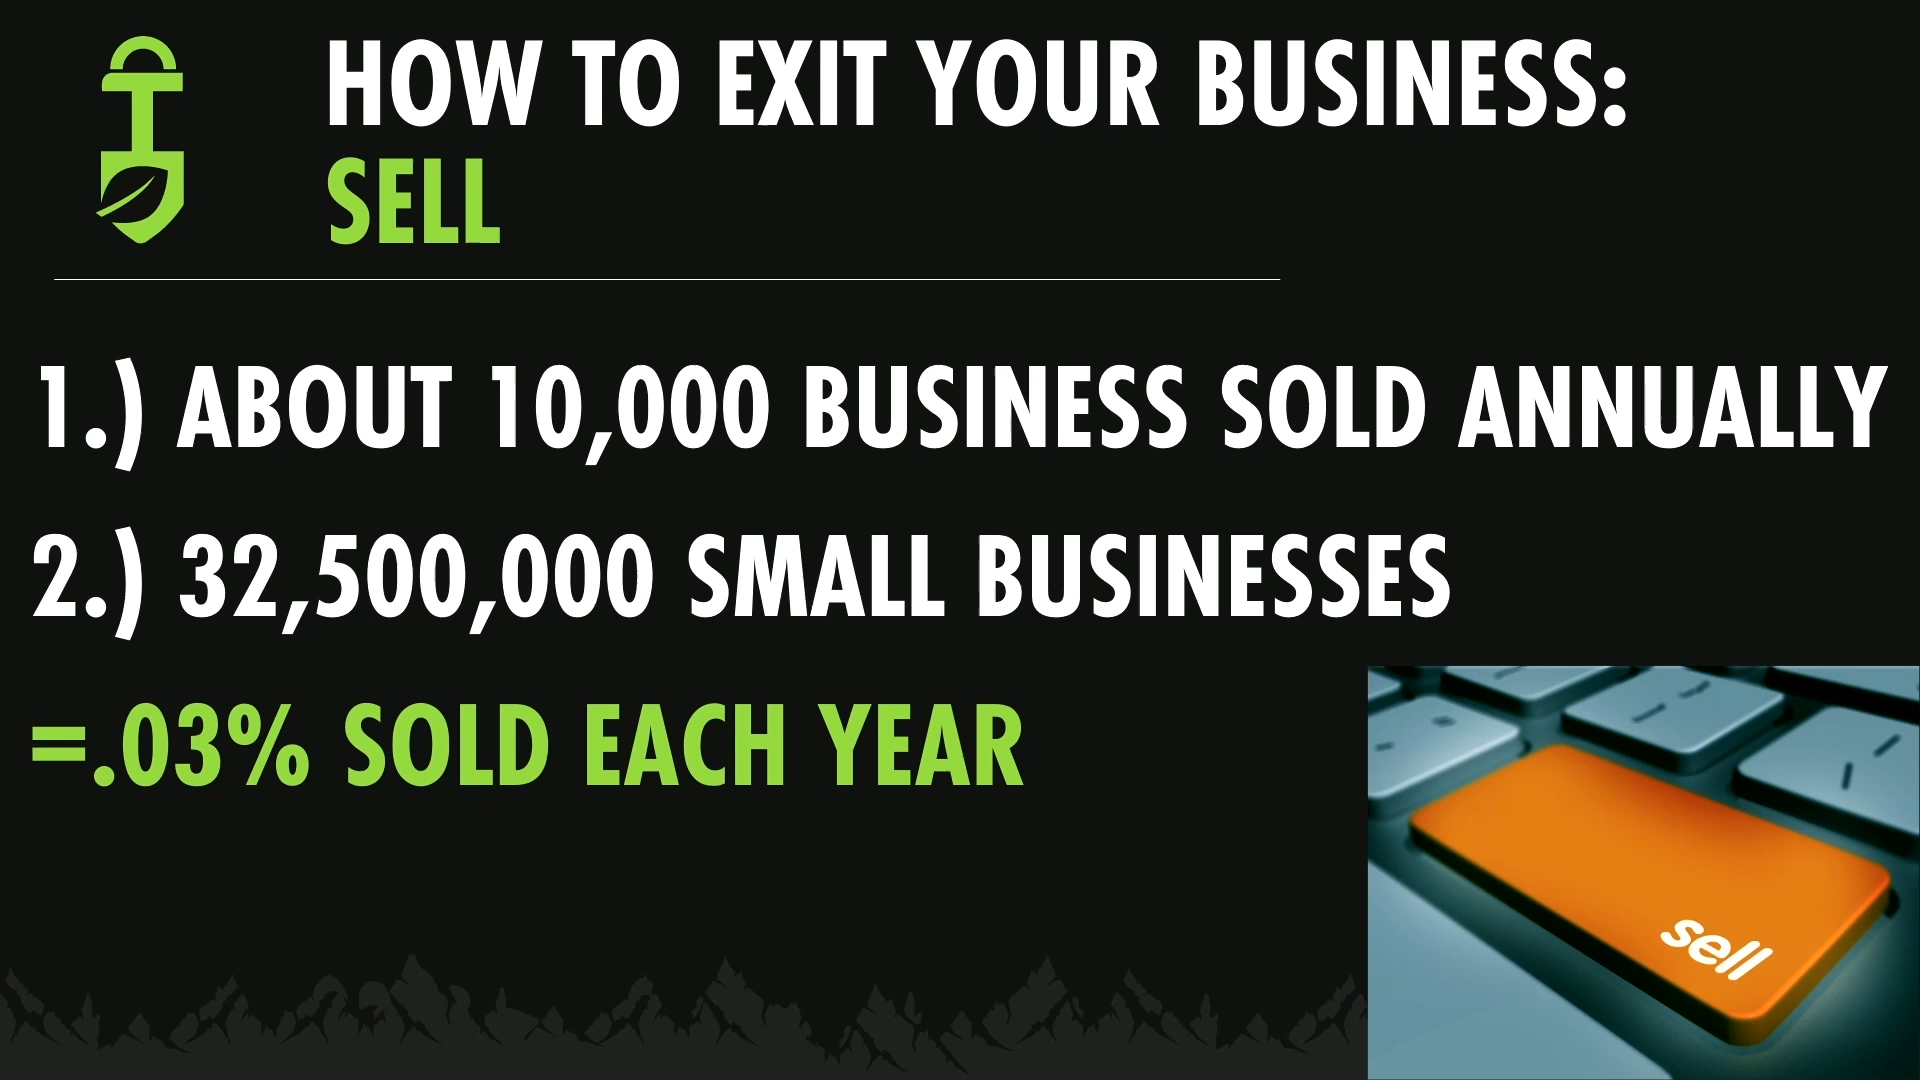 HOW TO EXIT YOUR BUSINESS:
SELL
1.) ABOUT 10,000 BUSINESS SOLD ANNUALLY
2.) 32,500,000 SMALL BUSINESSES
=.03% SOLD EACH YEAR
sell